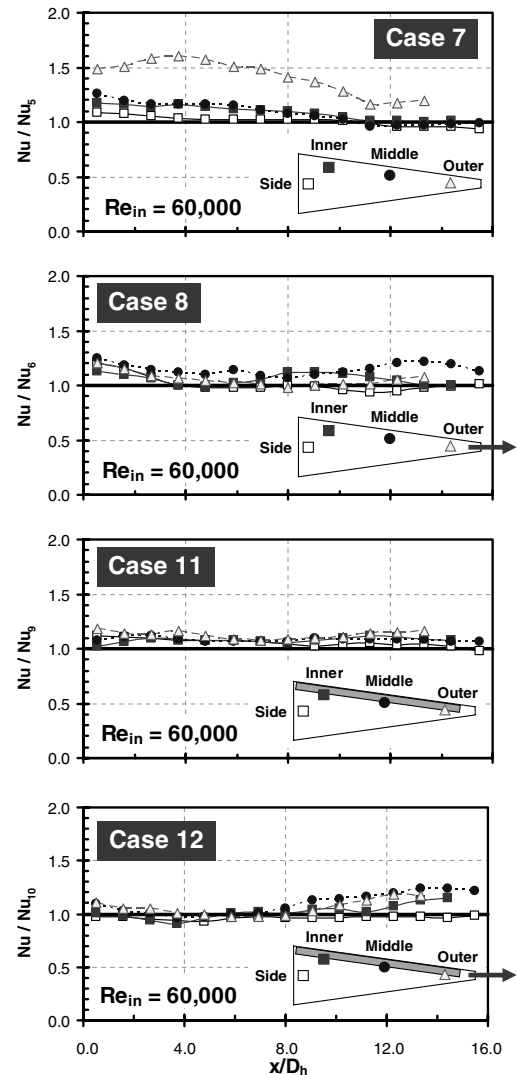 2.0
Case 7
1.5
Nu / Nu5
1.0
Inner
Middle
Outer
Side
0.5
Rein = 60,000
0.0
2.0
Case 8
1.5
Nu / Nu6
1.0
Inner
Middle
Outer
Side
0.5
Rein = 60,000
0.0
2.0
Case 11
1.5
Nu / Nu9
1.0
Inner
Middle
Outer
Side
0.5
Rein = 60,000
0.0
2.0
Case 12
1.5
Nu / Nu10
1.0
Inner
Middle
Outer
Side
0.5
Rein = 60,000
0.0
0.0 4.0 8.0 12.0 16.0
x/Dh